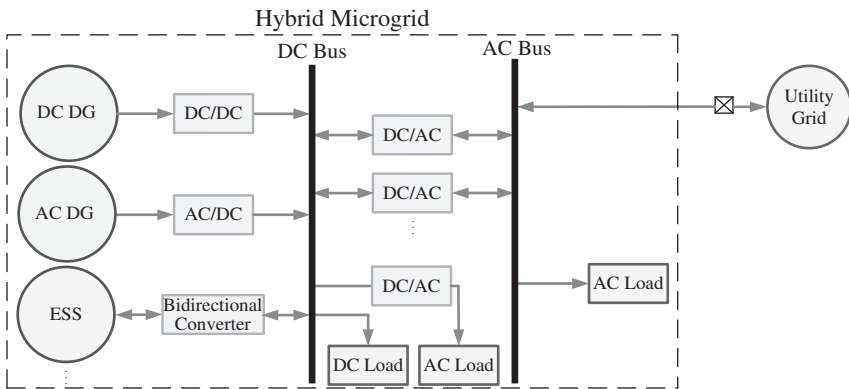 Hybrid Microgrid
DC Bus
AC Bus
DC DG
DC/DC
DC/AC
Utility
Grid
AC DG
AC/DC
DC/AC
ESS
Bidirectional
Converter
DC/AC
AC Load
DC Load
AC Load